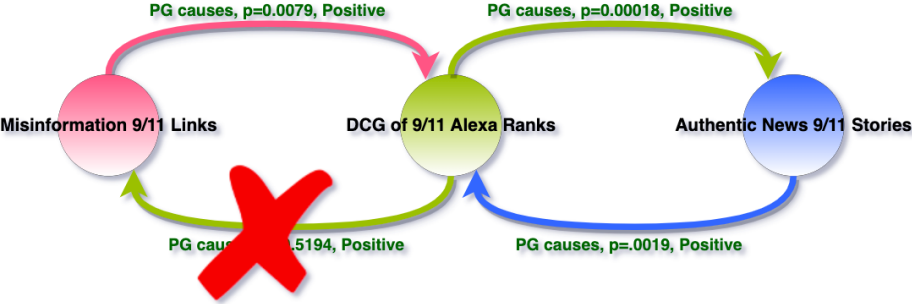 PG causes, p=0.0079, Positive
PG causes, p=0.00018, Positive
Misinformation 9/11 Links
DCG of 9/11 Alexa Ranks
Authentic News 9/11 Stories
PG .5194, Positive
PG causes, p=.0019, Positive